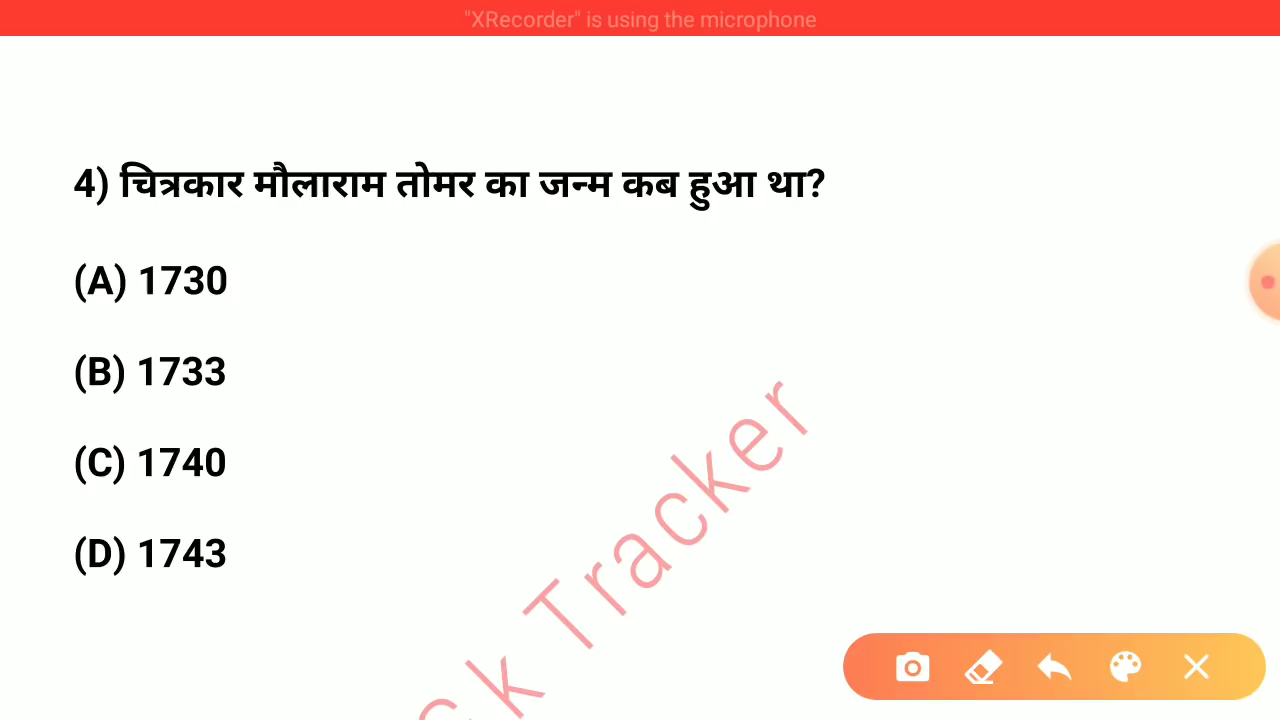 "XRecorder" is using the microphone
4) चित्रकार मौलाराम तोमर का जन्म कब हुआ था?
(A) 1730
(B) 1733
(C) 1740
(D) 1743
Tracker